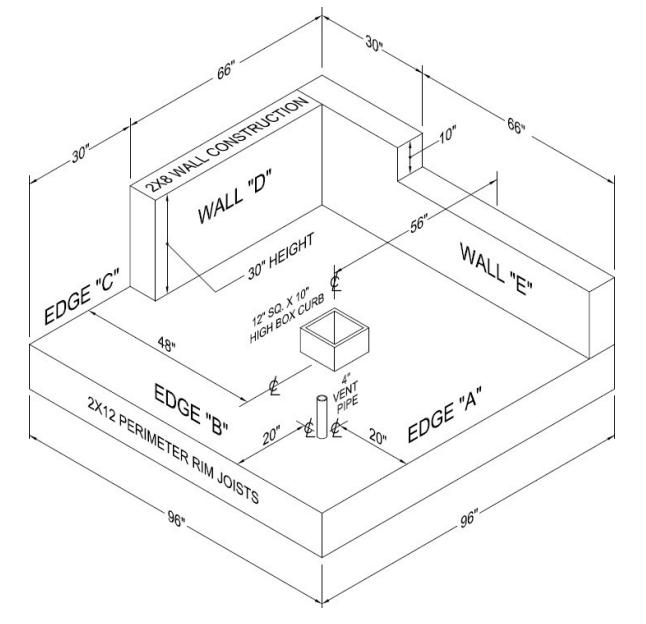 66"
30"
30"
66"
10"
2X8 WALL CONSTRUCTION
WALL "D"
56"
WALL "E"
30" HEIGHT
EDGE "C"
℄
12" SQ. X 10"
HIGH BOX CURB
48"
℄
4"
VENT
PIPE
EDGE "B"
EDGE "A"
20"
℄
℄
20"
2X12 PERIMETER RIM JOISTS
96"
96"